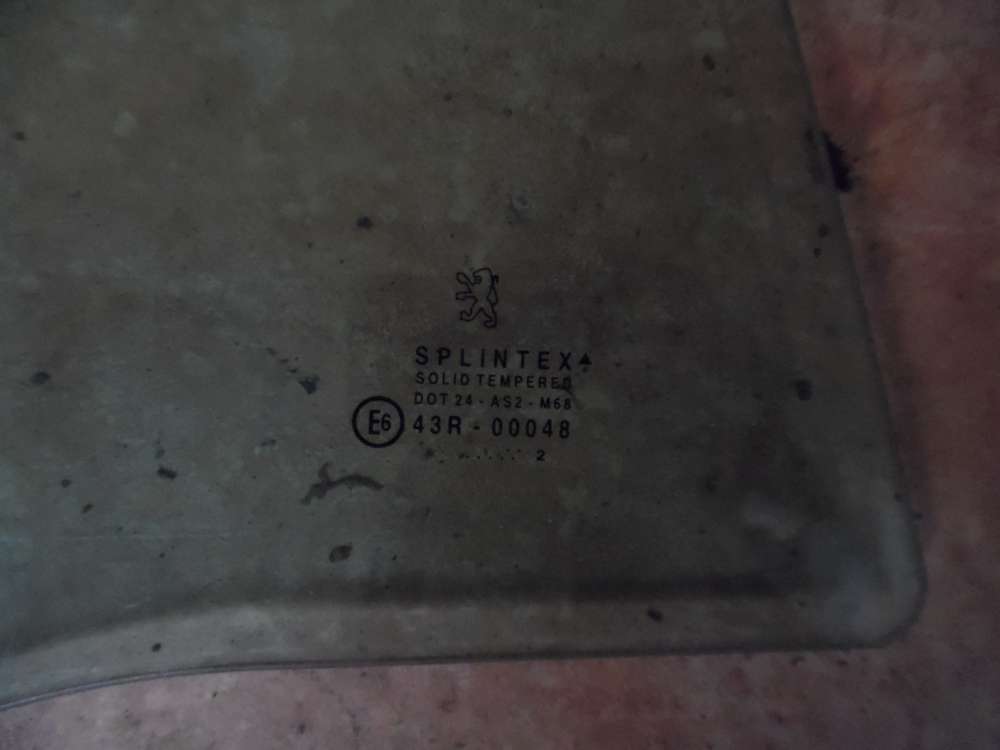 SPLINTEX
SOLID TEMPERED
DOT 24 - AS2 - M68
E6 43R - 00048
2